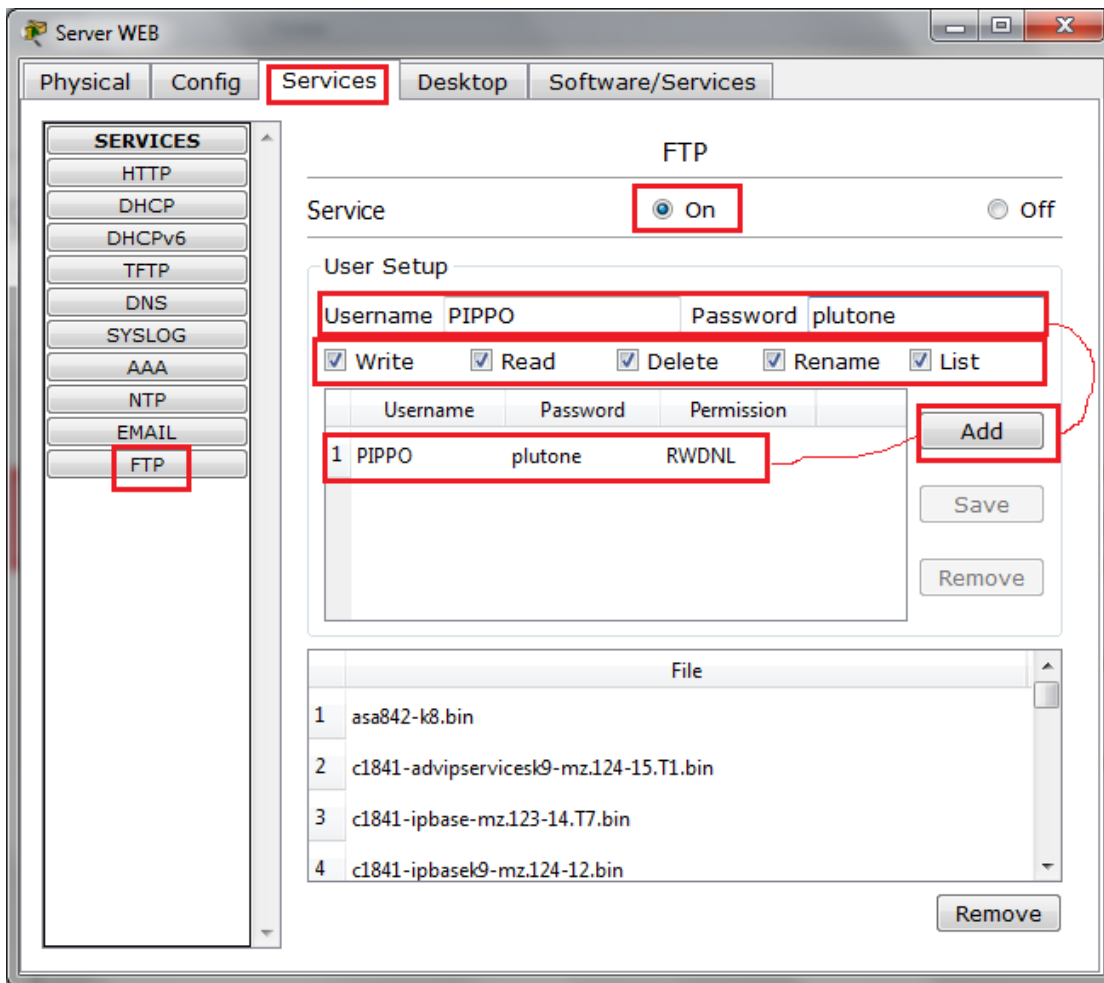 Server WEB
Physical Config Services Desktop Software/Services
SERVICES
HTTP
DHCP
DHCPv6
TFTP
DNS
SYSLOG
AAA
NTP
EMAIL
FTP
FTP
Service On Off
User Setup
Username PIPPO Password plutone
Write Read Delete Rename List
Username Password Permission
1 PIPPO plutone RWDNL
Add
Save
Remove
File
1 asa842-k8.bin
2 c1841-advipservicesk9-mz.124-15.T1.bin
3 c1841-ipbase-mz.123-14.T7.bin
4 c1841-ipbasek9-mz.124-12.bin
Remove